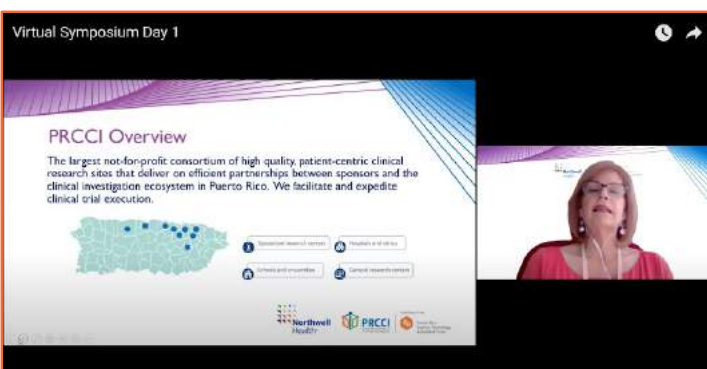 Virtual Symposium Day 1
PRCCI Overview
The largest not-for-profit consortium of high quality, patient-centric clinical
research sites that deliver on efficient partnerships between sponsors and the
clinical investigation ecosystem in Puerto Rico. We facilitate and expedite
clinical trial execution.
Specialized research centers
Hospitals and clinics
Schools and universities
General research centers
Northwell
Health
PRCCI